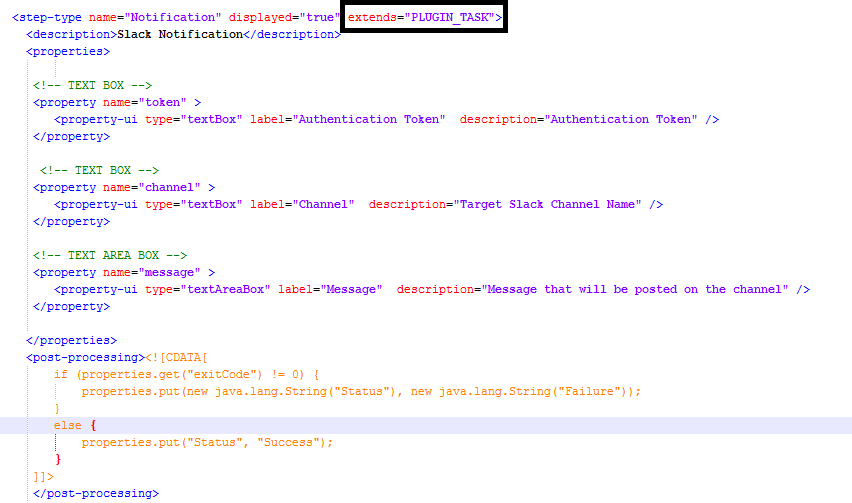 <step-type name="Notification" displayed="true" extends="PLUGIN_TASK">
<description>Slack Notification</description>
<properties>
<!-- TEXT BOX -->
<property name="token" >
<property-ui type="textBox" label="Authentication Token"  description="Authentication Token" />
</property>
<!-- TEXT BOX -->
<property name="channel" >
<property-ui type="textBox" label="Channel"  description="Target Slack Channel Name" />
</property>
<!-- TEXT AREA BOX -->
<property name="message" >
<property-ui type="textAreaBox" label="Message"  description="Message that will be posted on the channel" />
</property>
</properties>
<post-processing><![CDATA[
if (properties.get("exitCode") != 0) {
properties.put(new java.lang.String("Status"), new java.lang.String("Failure"));
}
else {
properties.put("Status", "Success");
}
]]>
</post-processing>